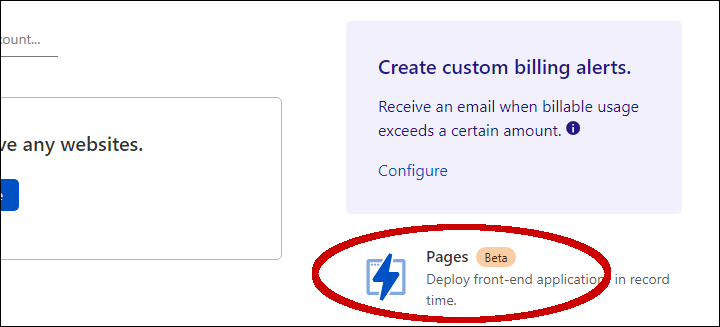 count...
ve any websites.
e
Create custom billing alerts.
Receive an email when billable usage
exceeds a certain amount.
Configure
Pages Beta
Deploy front-end applications in record
time.